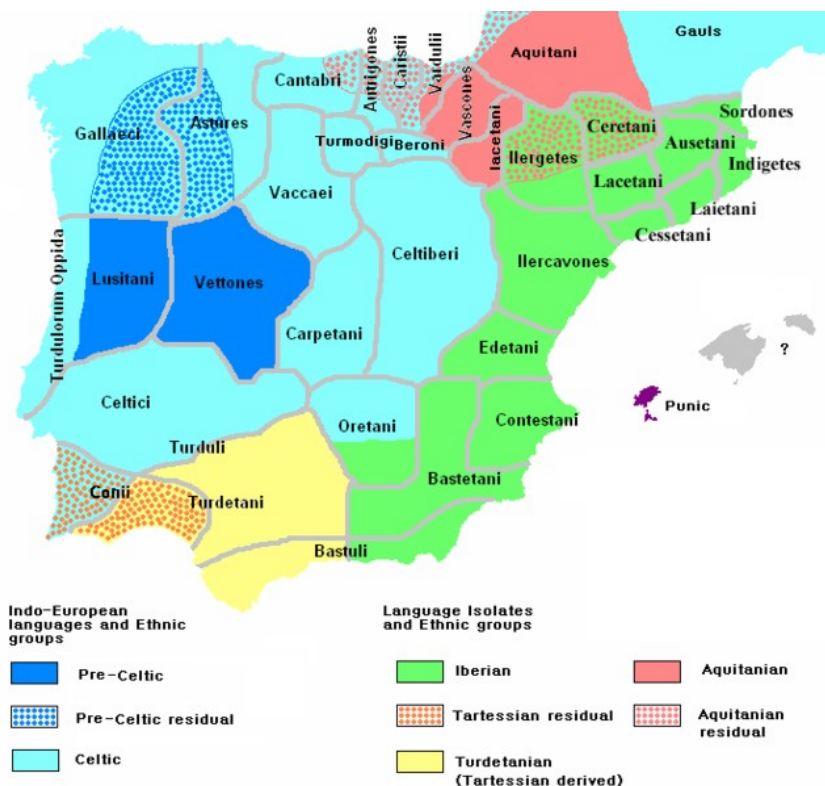 Gauls
Aquitani
Cantabri
Autrigones
Caristii
Vardulii
Vascones
Iacetani
Sordones
Ceretani
Ausetani
Indigetes
Ilergetes
Astures
Gallaeci
Turmodigi
Beroni
Lacetani
Vaccaei
Laietani
Cessetani
Turdulorum Oppida
Lusitani
Vettones
Celtiberi
Ilercavones
Carpetani
Edetani
?
Celtici
Punic
Oretani
Contestani
Turduli
Bastetani
Conii
Turdetani
Bastuli
Indo-European
languages and Ethnic
groups
Pre-Celtic
Pre-Celtic residual
Celtic
Language Isolates
and Ethnic groups
Iberian
Tartessian residual
Turdetanian
(Tartessian derived)
Aquitanian
Aquitanian
residual